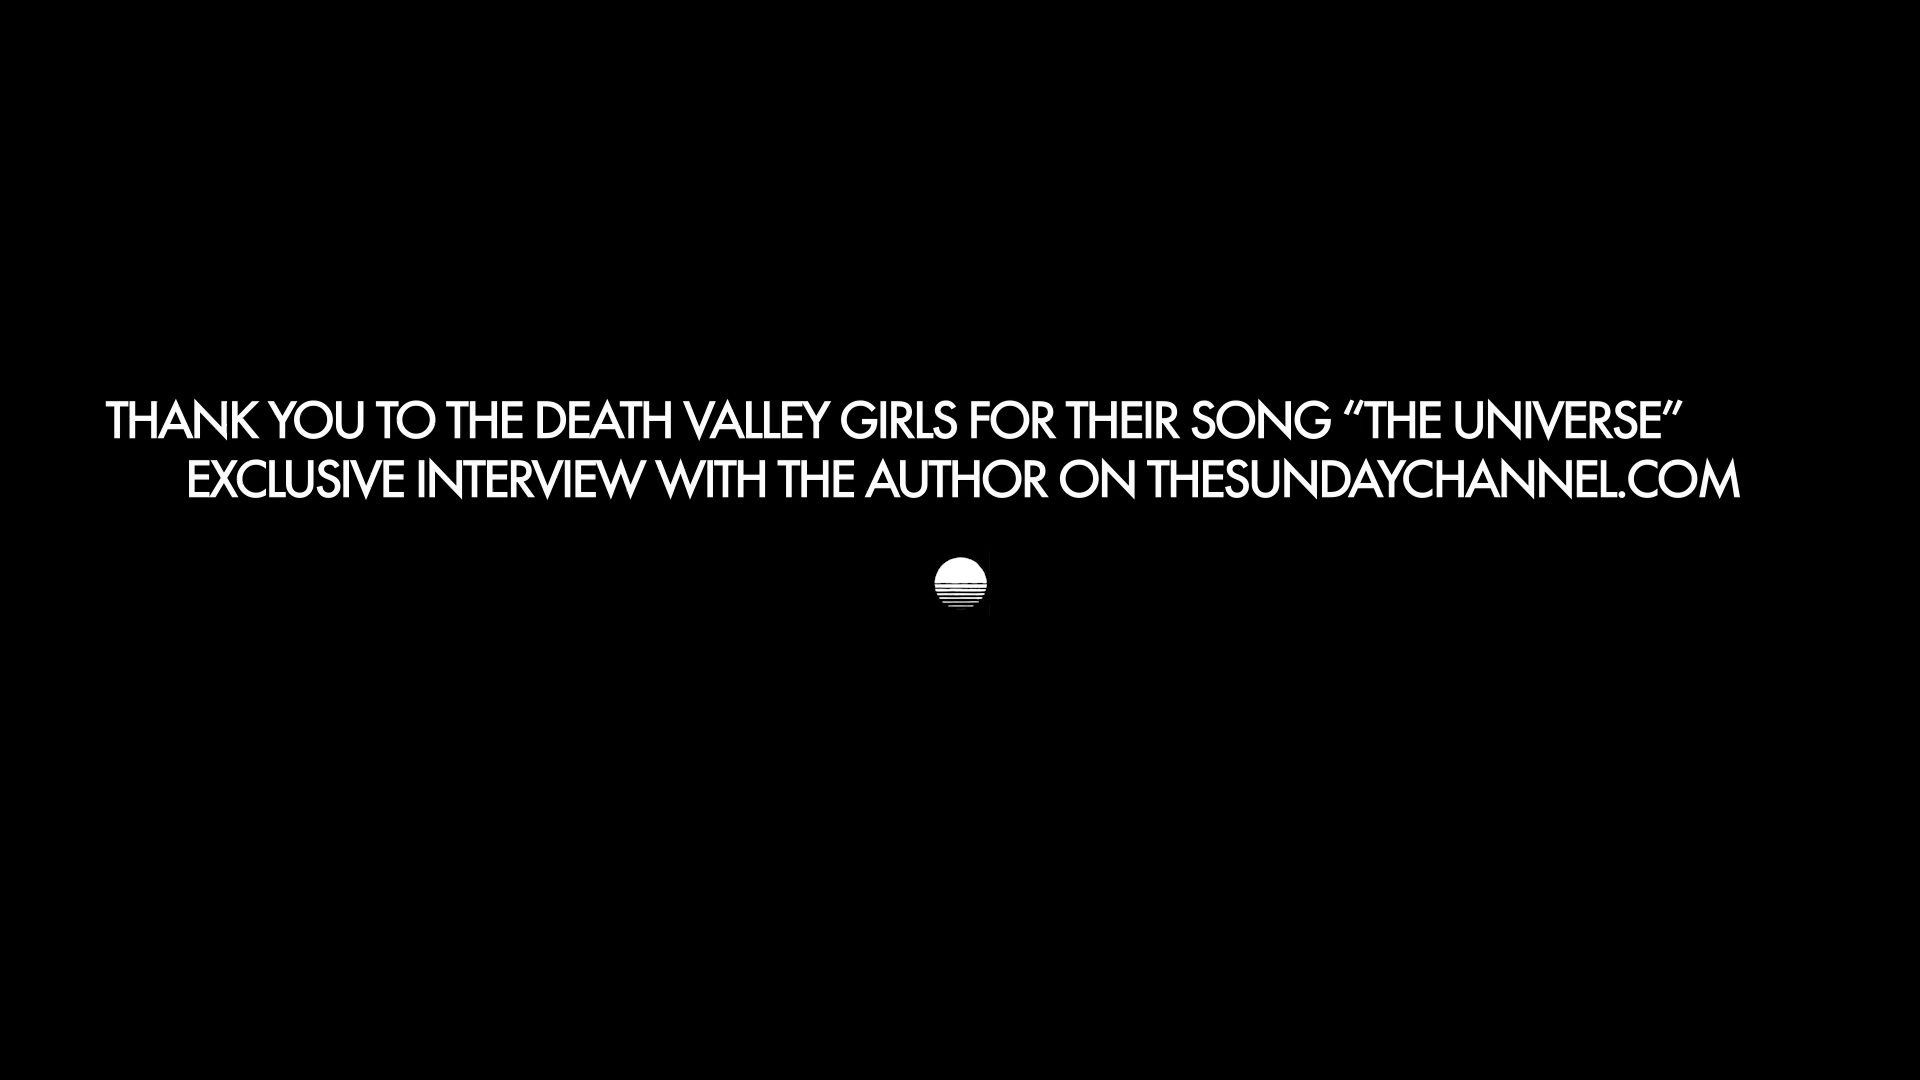 THANK YOU TO THE DEATH VALLEY GIRLS FOR THEIR SONG “THE UNIVERSE”
EXCLUSIVE INTERVIEW WITH THE AUTHOR ON THESUNDAYCHANNEL.COM